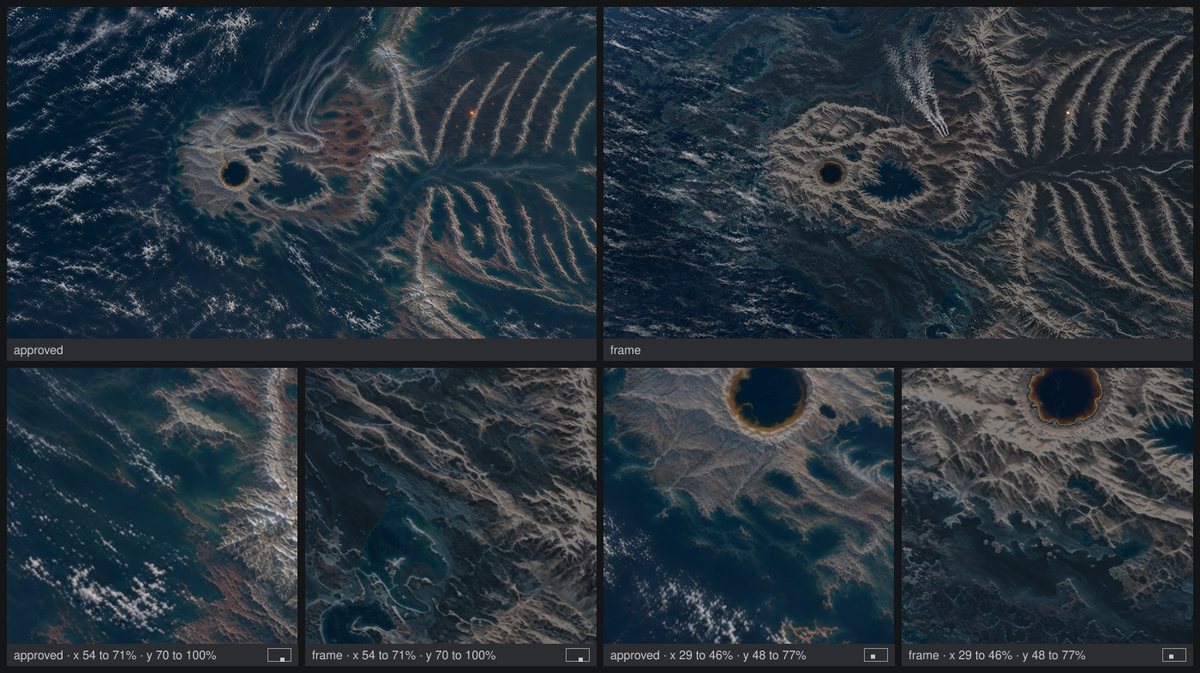 approved
frame
approved · x 54 to 71% · y 70 to 100%
frame · x 54 to 71% · y 70 to 100%
approved · x 29 to 46% · y 48 to 77%
frame · x 29 to 46% · y 48 to 77%